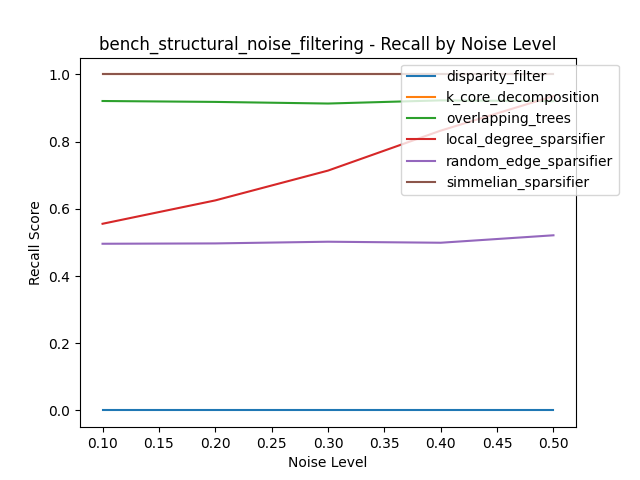 bench_structural_noise_filtering - Recall by Noise Level
disparity_filter
k_core_decomposition
overlapping_trees
local_degree_sparsifier
random_edge_sparsifier
simmelian_sparsifier
Recall Score
1.0
0.8
0.6
0.4
0.2
0.0
0.10 0.15 0.20 0.25 0.30 0.35 0.40 0.45 0.50
Noise Level